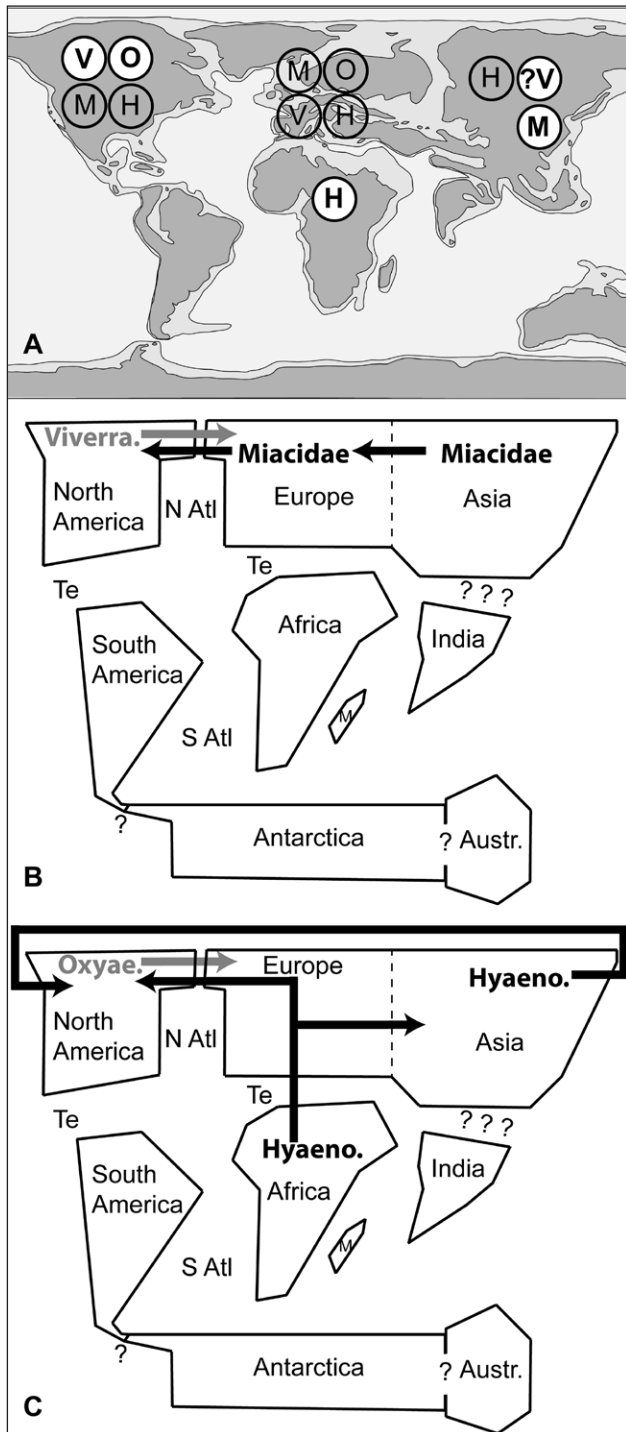 V O
M H
M O
V H
H ?V
M
H
A
Viverra.
Miacidae
Miacidae
North
America
N Atl
Europe
Asia
Te
Te
? ? ?
South
America
Africa
India
M
S Atl
?
Antarctica
? Austr.
B
Oxyae.
Europe
Hyaeno.
North
America
N Atl
Asia
Te
Te
? ? ?
Hyaeno.
South
America
Africa
India
M
S Atl
?
Antarctica
? Austr.
C